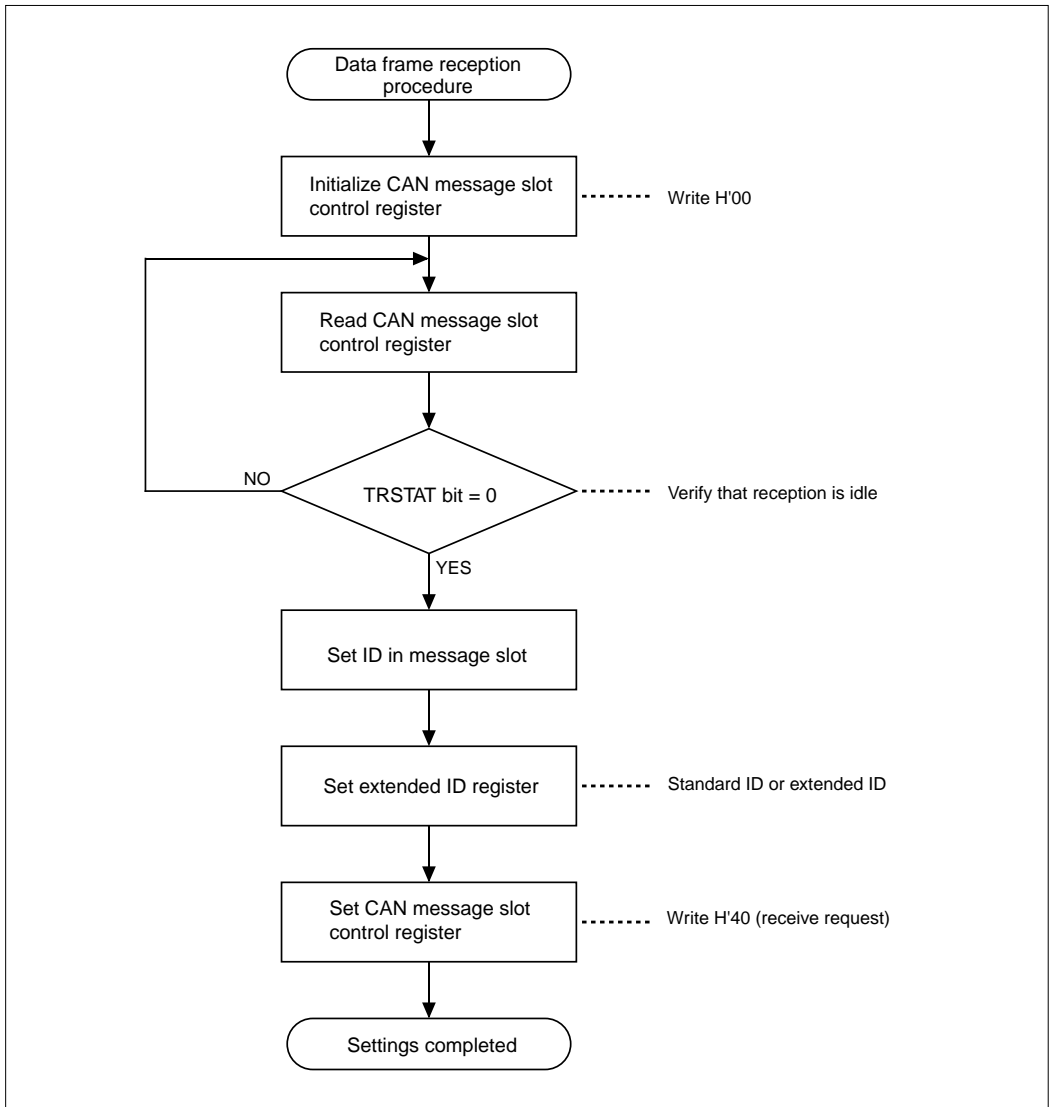 Data frame reception
procedure
Initialize CAN message slot
control register
Write H'00
Read CAN message slot
control register
NO
TRSTAT bit = 0
Verify that reception is idle
YES
Set ID in message slot
Set extended ID register
Standard ID or extended ID
Set CAN message slot
control register
Write H'40 (receive request)
Settings completed